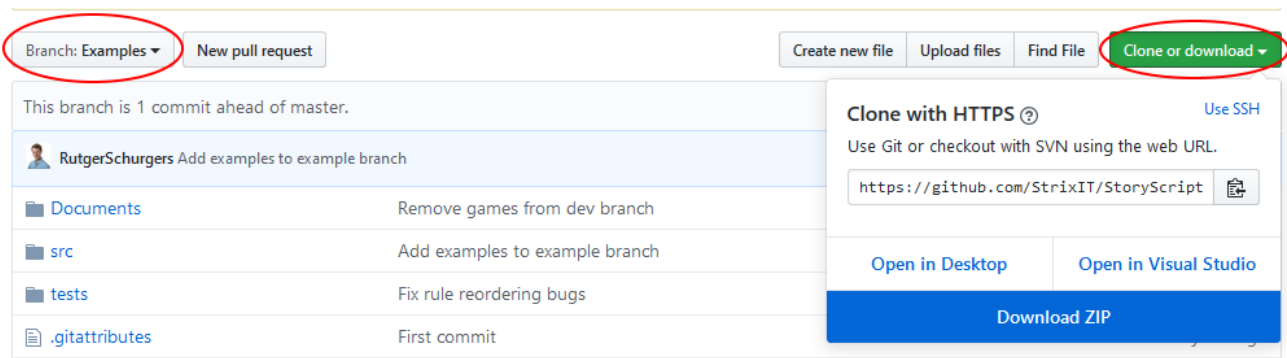 Branch: Examples
New pull request
Create new file
Upload files
Find File
Clone or download
This branch is 1 commit ahead of master.
Clone with HTTPS
Use SSH
Use Git or checkout with SVN using the web URL.
https://github.com/StrixIT/StoryScript
Open in Desktop
Open in Visual Studio
Download ZIP
RutgerSchurgers Add examples to example branch
Documents Remove games from dev branch
src Add examples to example branch
tests Fix rule reordering bugs
.gitattributes First commit